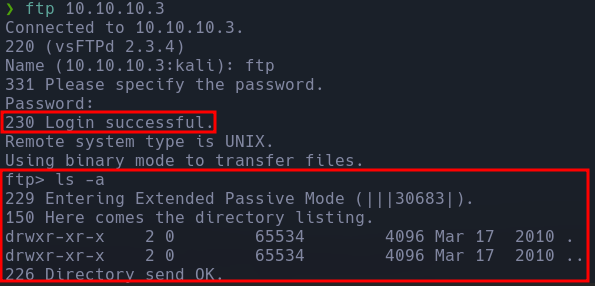 ❯ ftp 10.10.10.3
Connected to 10.10.10.3.
220 (vsFTPd 2.3.4)
Name (10.10.10.3:kali): ftp
331 Please specify the password.
Password:
230 Login successful.
Remote system type is UNIX.
Using binary mode to transfer files.
ftp> ls -a
229 Entering Extended Passive Mode (|||30683|).
150 Here comes the directory listing.
drwxr-xr-x    2 0        65534        4096 Mar 17  2010 .
drwxr-xr-x    2 0        65534        4096 Mar 17  2010 ..
226 Directory send OK.